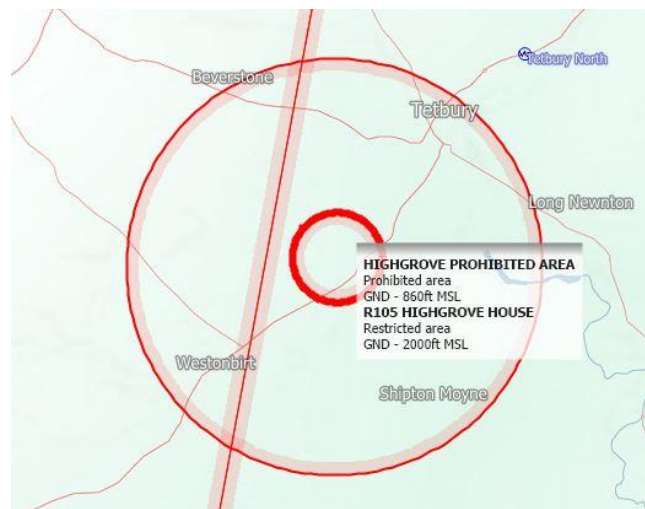 Beverstone
Tetbury North
Tetbury
Long Newnton
HIGHGROVE PROHIBITED AREA
Prohibited area
GND - 860ft MSL
R105 HIGHGROVE HOUSE
Restricted area
GND - 2000ft MSL
Westonbirt
Shipton Moyne